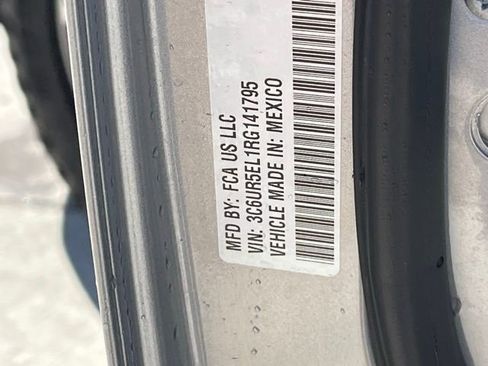 MFD BY: FCA US LLC
VIN: 3C6UR5EL1RG141795
VEHICLE MADE IN: MEXICO